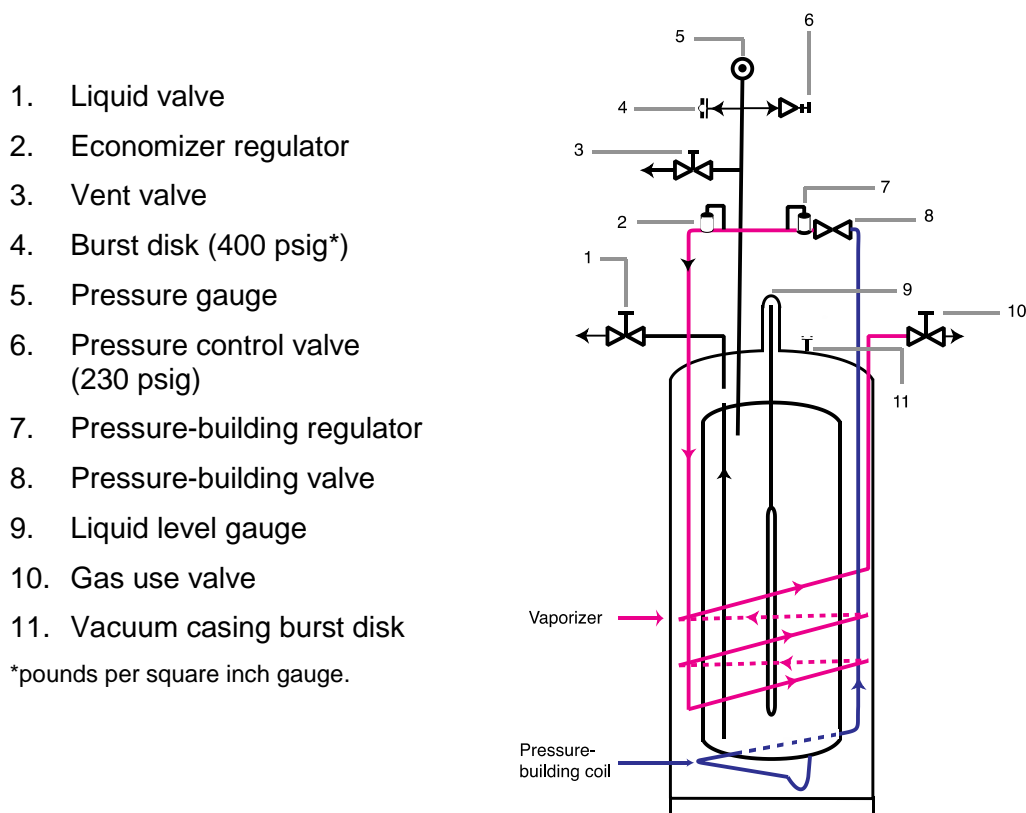 1. Liquid valve
2. Economizer regulator
3. Vent valve
4. Burst disk (400 psig*)
5. Pressure gauge
6. Pressure control valve
(230 psig)
7. Pressure-building regulator
8. Pressure-building valve
9. Liquid level gauge
10. Gas use valve
11. Vacuum casing burst disk
*pounds per square inch gauge.
5
6
4
3
7
2
8
1
9
10
11
Vaporizer
Pressure-
building coil